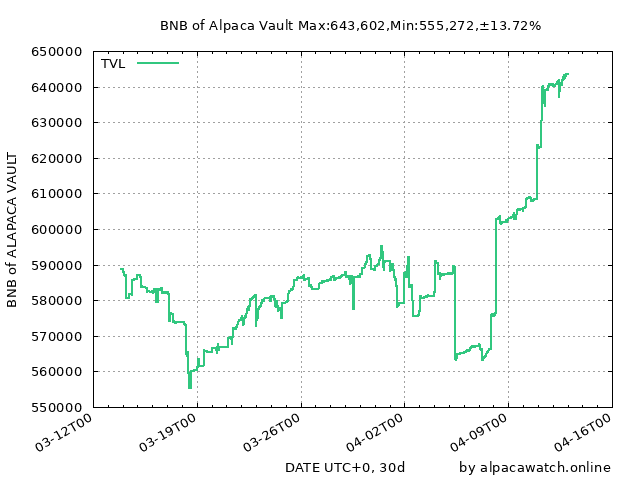 BNB of Alpaca Vault Max:643,602,Min:555,272,±13.72%
TVL
650000
640000
630000
620000
610000
600000
590000
580000
570000
560000
550000
BNB of ALAPACA VAULT
03-12T00
03-19T00
03-26T00
04-02T00
04-09T00
04-16T00
DATE UTC+0, 30d
by alpacawatch.online